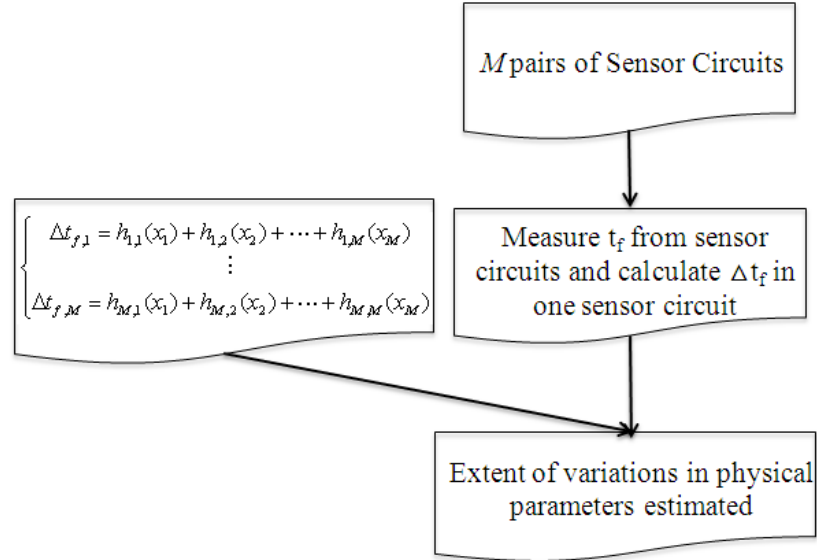 M pairs of Sensor Circuits
Δt_{f,1} = h_{1,1}(x_1) + h_{1,2}(x_2) + ⋯ + h_{1,M}(x_M)
⋮
Δt_{f,M} = h_{M,1}(x_1) + h_{M,2}(x_2) + ⋯ + h_{M,M}(x_M)
Measure t_f from sensor
circuits and calculate Δt_f in
one sensor circuit
Extent of variations in physical
parameters estimated